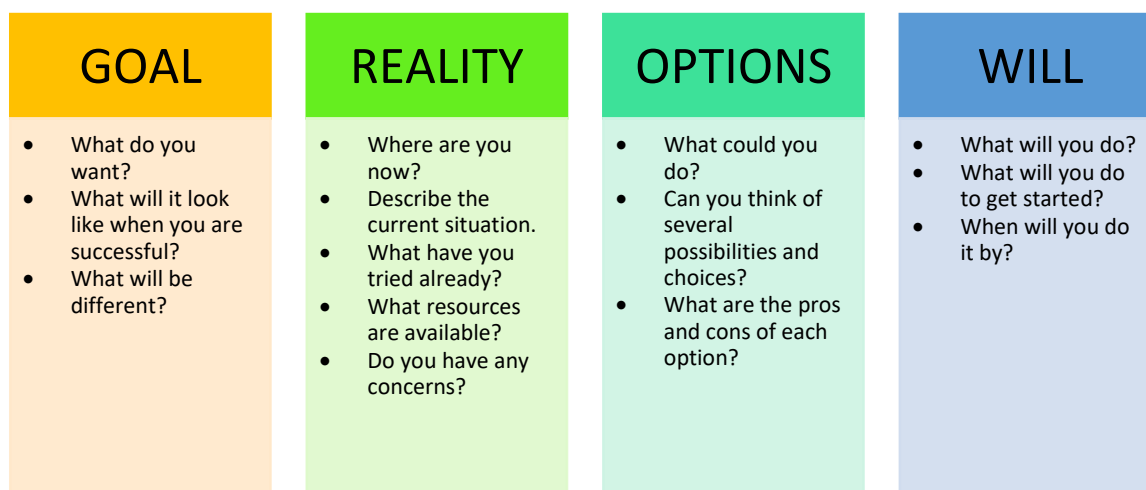 GOAL
• What do you
want?
• What will it look
like when you are
successful?
• What will be
different?
REALITY
• Where are you
now?
• Describe the
current situation.
• What have you
tried already?
• What resources
are available?
• Do you have any
concerns?
OPTIONS
• What could you
do?
• Can you think of
several
possibilities and
choices?
• What are the pros
and cons of each
option?
WILL
• What will you do?
• What will you do
to get started?
• When will you do
it by?